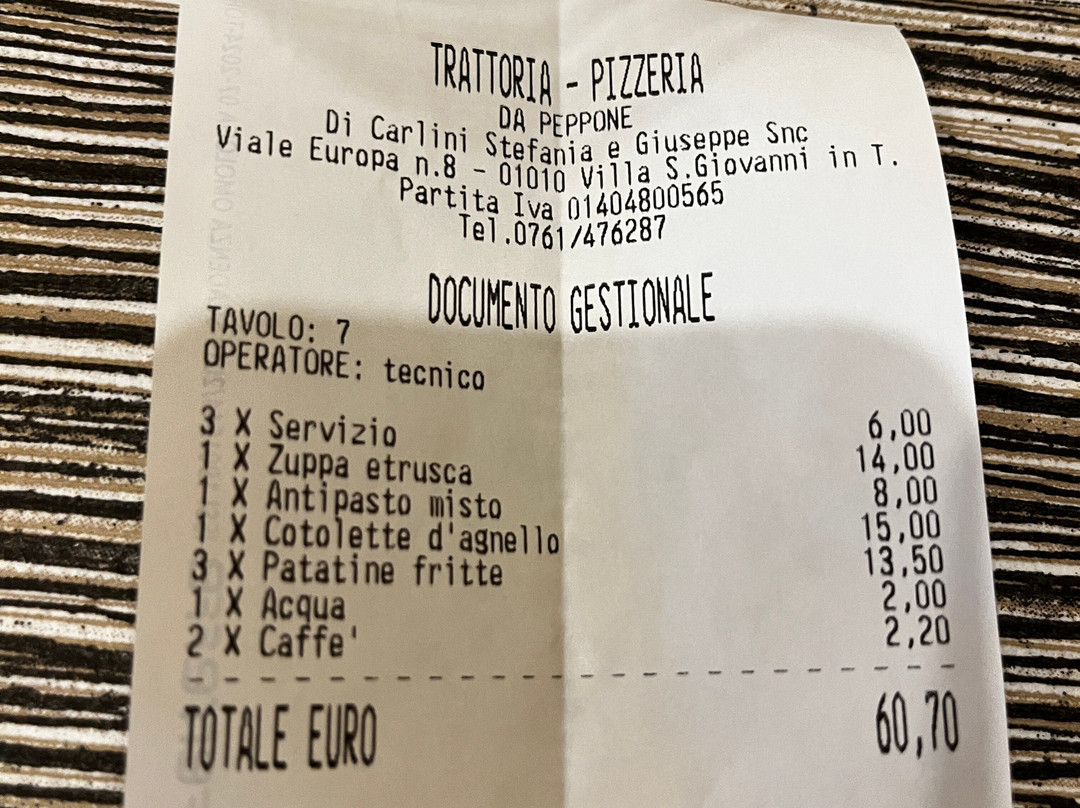 TRATTORIA - PIZZERIA
DA PEPPONE
Di Carlini Stefania e Giuseppe Snc
Viale Europa n.8 - 01010 Villa S.Giovanni in T.
Partita Iva 01404800565
Tel.0761/476287
DOCUMENTO GESTIONALE
TAVOLO: 7
OPERATORE: tecnico
3 X Servizio 6,00
1 X Zuppa etrusca 14,00
1 X Antipasto misto 8,00
1 X Cotolette d'agnello 15,00
3 X Patatine fritte 13,50
1 X Acqua 2,00
2 X Caffe' 2,20
TOTALE EURO 60,70